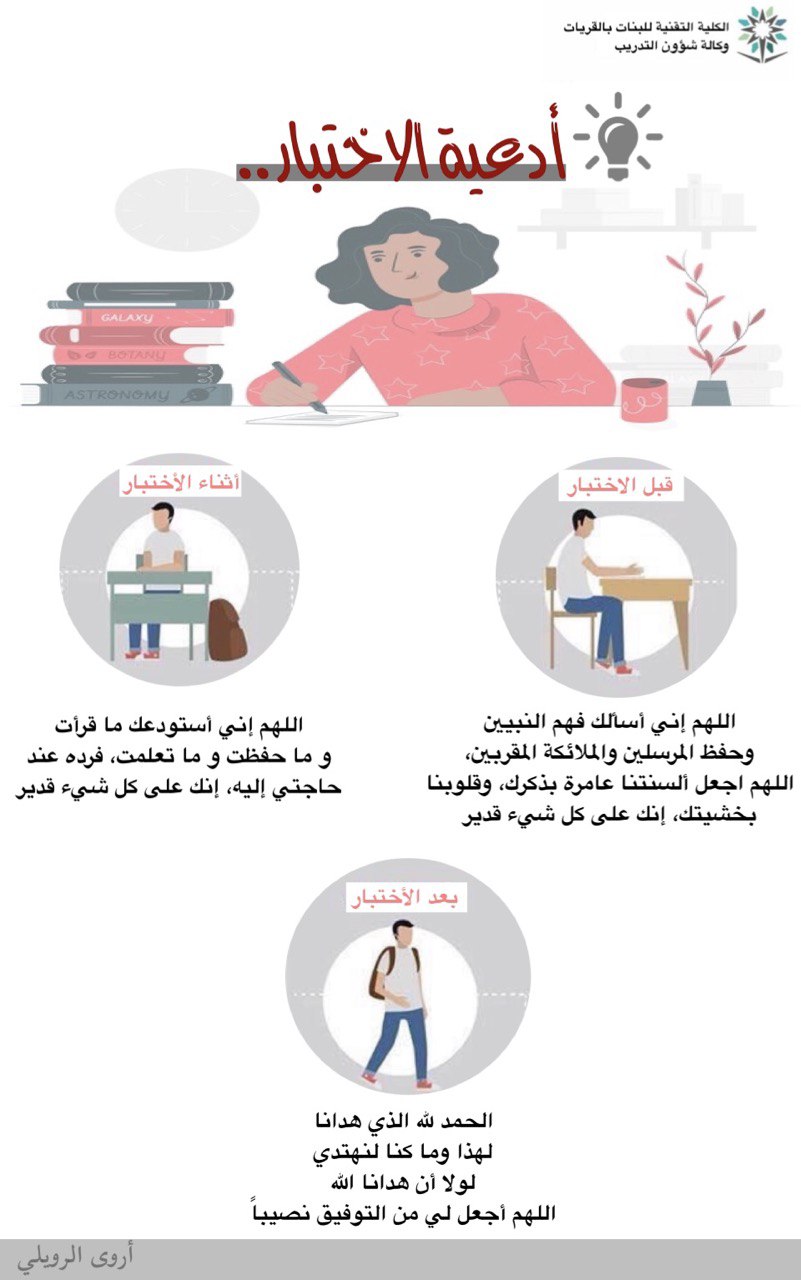 الكلية التقنية للبنات بالقريات
وكالة شؤون التدريب
أدعية الاختبار..
GALAXY
BOTANY
ASTRONOMY
قبل الاختبار
اللهم إني أسألك فهم النبيين
وحفظ المرسلين والملائكة المقربين،
اللهم اجعل ألسنتنا عامرة بذكرك، وقلوبنا
بخشيتك، إنك على كل شيء قدير
أثناء الأختبار
اللهم إني أستودعك ما قرأت
و ما حفظت و ما تعلمت، فرده عند
حاجتي إليه، إنك على كل شيء قدير
بعد الأختبار
الحمد لله الذي هدانا
لهذا وما كنا لنهتدي
لولا أن هدانا الله
اللهم أجعل لي من التوفيق نصيباً
أروى الرويلي